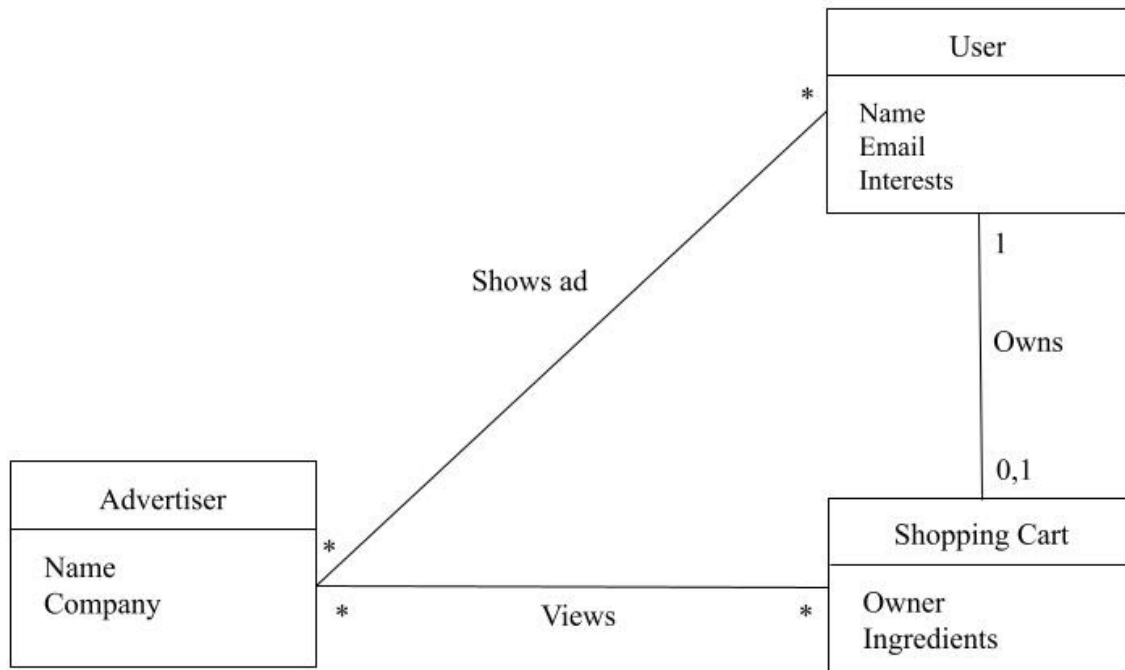 User
*
Name
Email
Interests
1
Shows ad
Owns
0,1
Advertiser
Shopping Cart
*
Name
Company
*
Views
*
Owner
Ingredients